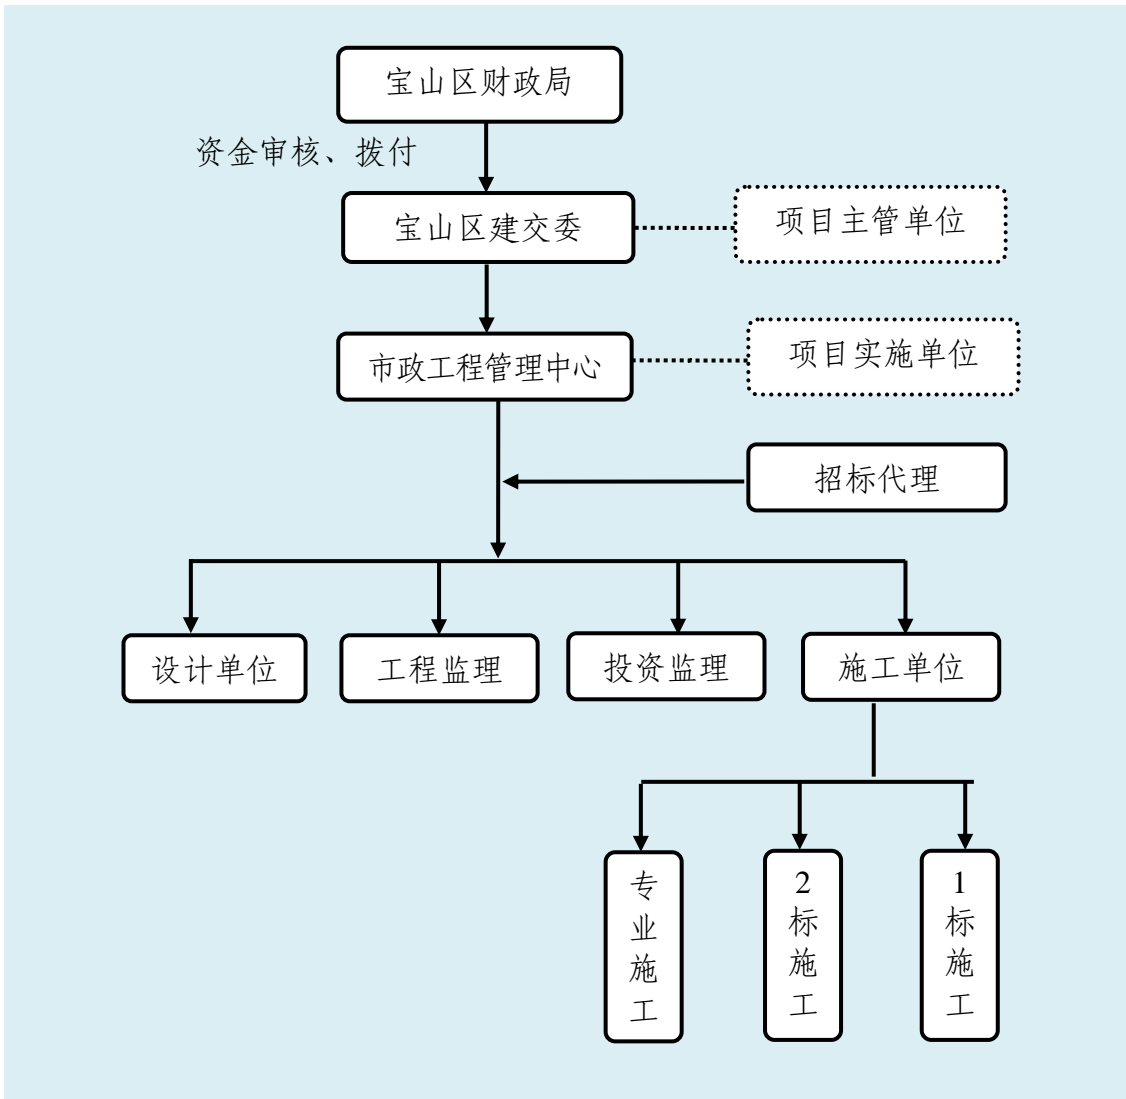 宝山区财政局
资金审核、拨付
宝山区建交委
项目主管单位
市政工程管理中心
项目实施单位
招标代理
设计单位
工程监理
投资监理
施工单位
专业施工
2标施工
1标施工